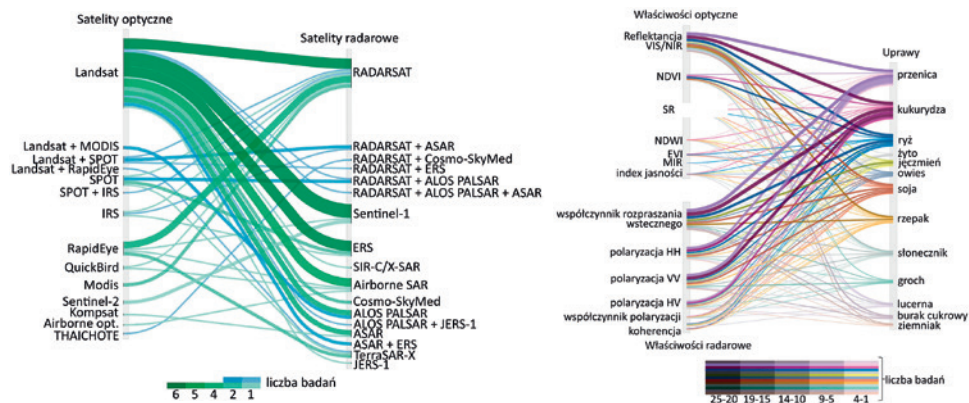 Satelity optyczne
Landsat
Landsat + MODIS
Landsat + SPOT
Landsat + RapidEye
SPOT
SPOT + IRS
IRS
RapidEye
QuickBird
Modis
Sentinel-2
Kompsat
Airborne opt.
THAICHOTE
Satelity radarowe
RADARSAT
RADARSAT + ASAR
RADARSAT + Cosmo-SkyMed
RADARSAT + ERS
RADARSAT + ALOS PALSAR
RADARSAT + ALOS PALSAR + ASAR
Sentinel-1
ERS
SIR-C/X-SAR
Airborne SAR
Cosmo-SkyMed
ALOS PALSAR
ALOS PALSAR + JERS-1
ASAR
ASAR + ERS
TerraSAR-X
JERS-1
6 5 4 2 1
liczba badań
Właściwości optyczne
Reflektancja
VIS/NIR
NDVI
SR
NDWI
EVI
MIR
index jasności
współczynnik rozpraszania
wstecznego
polaryzacja HH
polaryzacja VV
polaryzacja HV
współczynnik polaryzacji
koherencja
Właściwości radarowe
Uprawy
przenica
kukurydza
ryż
żyto
jęczmień
owies
soja
rzepak
słonecznik
groch
lucerna
burak cukrowy
ziemniak
liczba badań
25-20 19-15 14-10 9-5 4-1